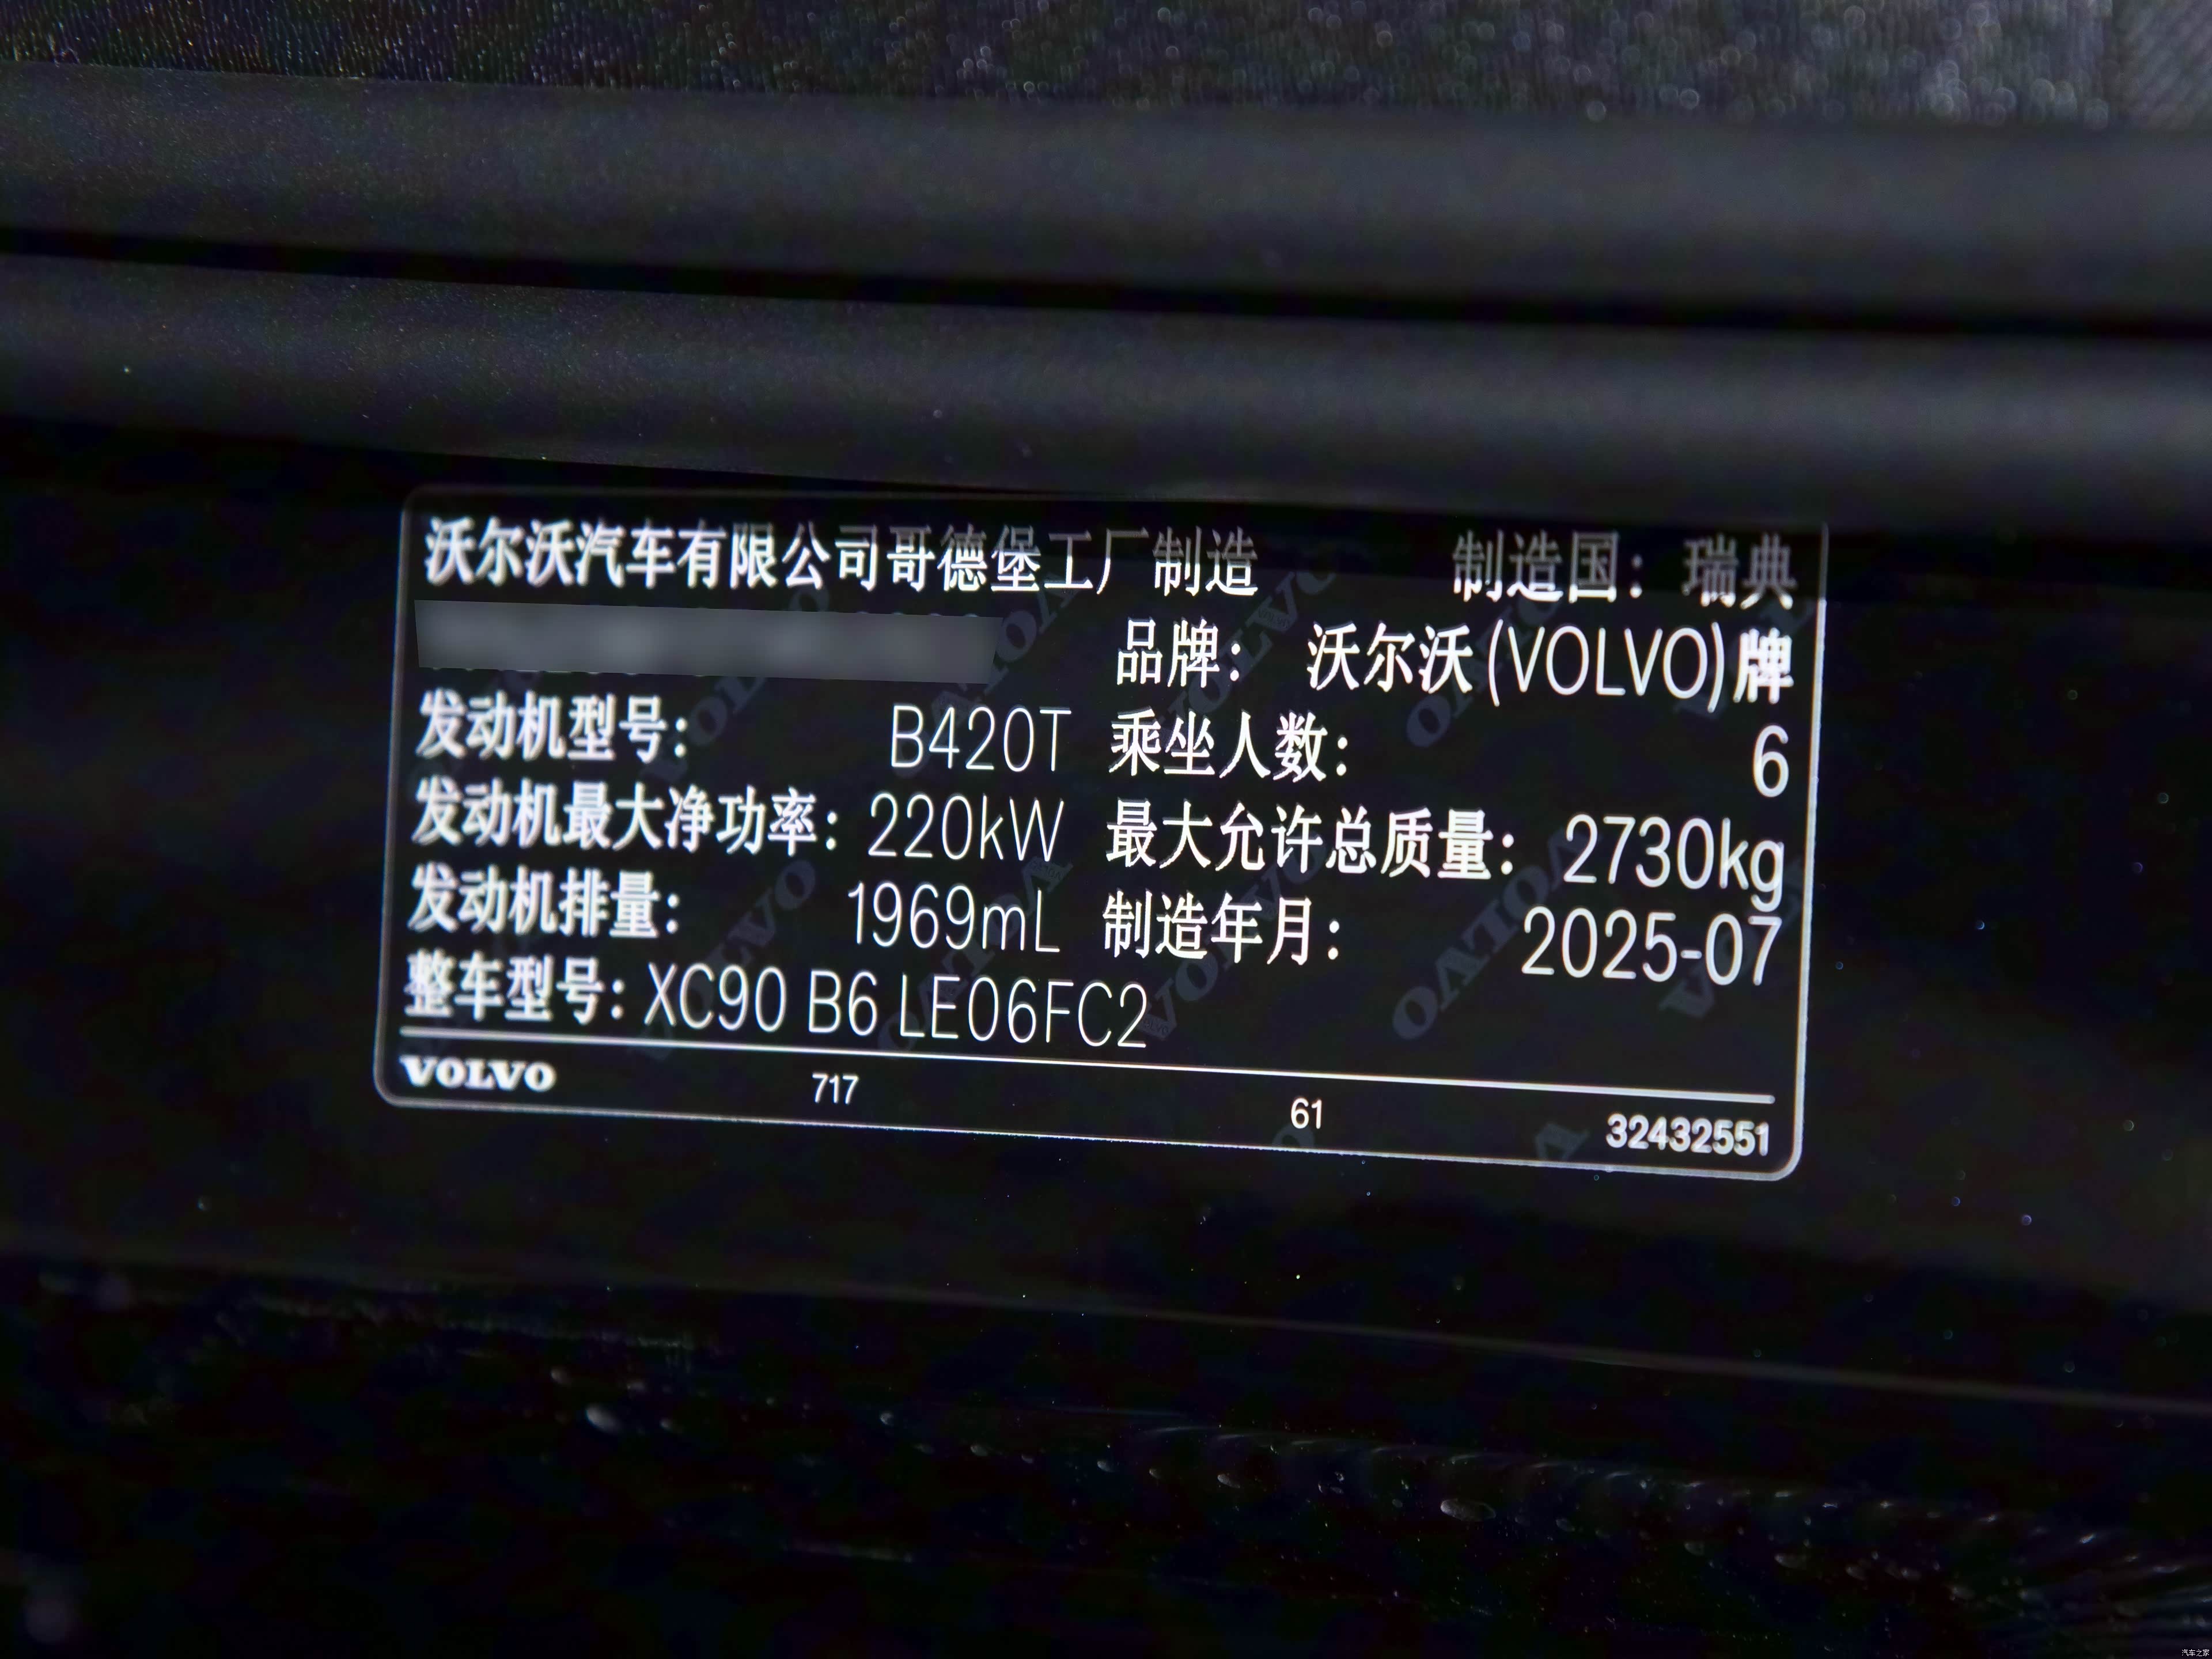 沃尔沃汽车有限公司哥德堡工厂制造 制造国：瑞典
品牌：沃尔沃(VOLVO)牌
发动机型号：B420T 乘坐人数：6
发动机最大净功率：220kW 最大允许总质量：2730kg
发动机排量：1969mL 制造年月：2025-07
整车型号：XC90 B6 LE06FC2
VOLVO 717 61 32432551
汽车之家